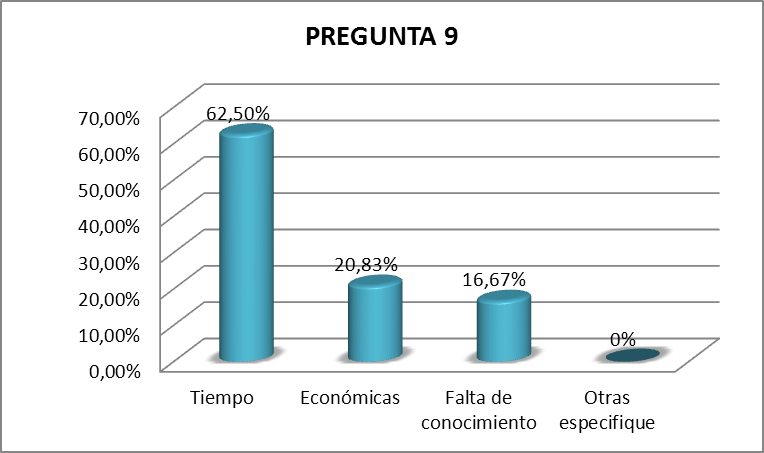 PREGUNTA 9
70,00%
60,00%
50,00%
40,00%
30,00%
20,00%
10,00%
0,00%
62,50%
20,83%
16,67%
0%
Tiempo
Económicas
Falta de
conocimiento
Otras
especifique